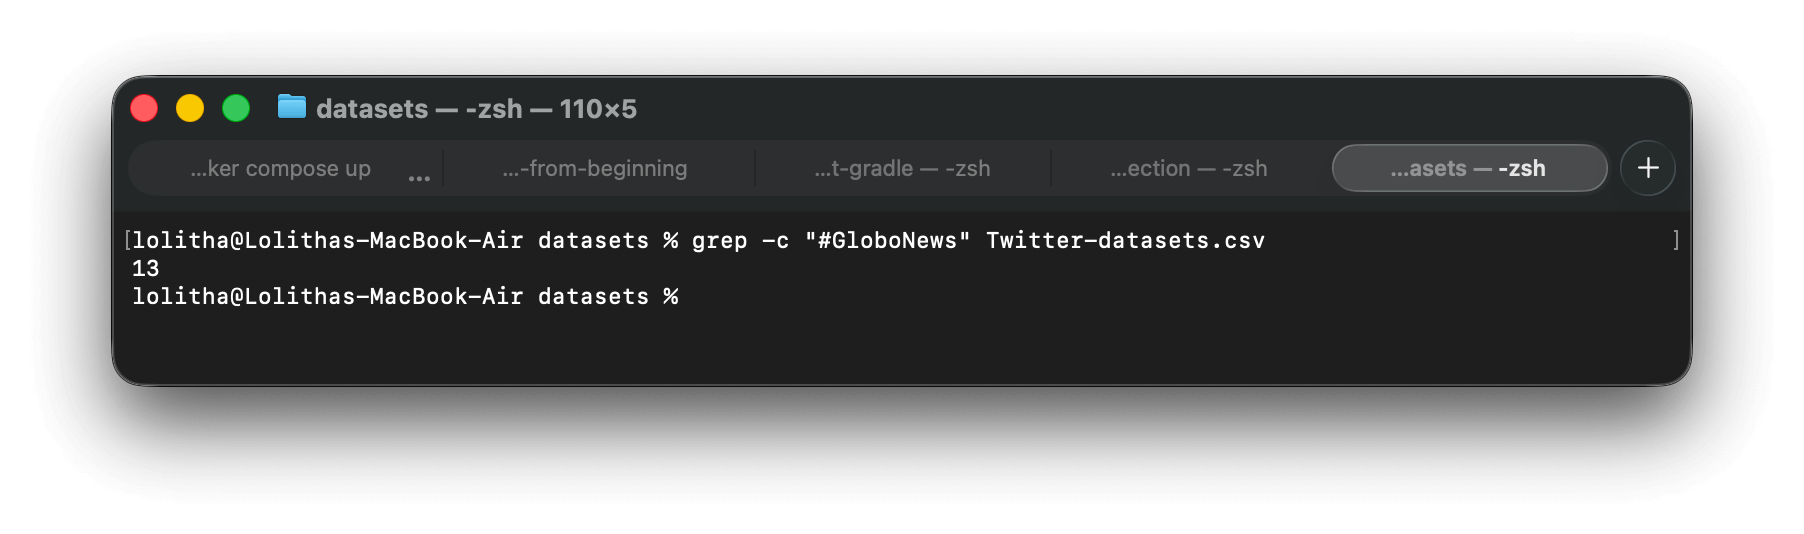 datasets — -zsh — 110×5
...ker compose up ... ...-from-beginning ...t-gradle — -zsh ...ection — -zsh ...asets — -zsh +
[lolitha@Lolithas-MacBook-Air datasets % grep -c "#GloboNews" Twitter-datasets.csv ]
13
lolitha@Lolithas-MacBook-Air datasets %